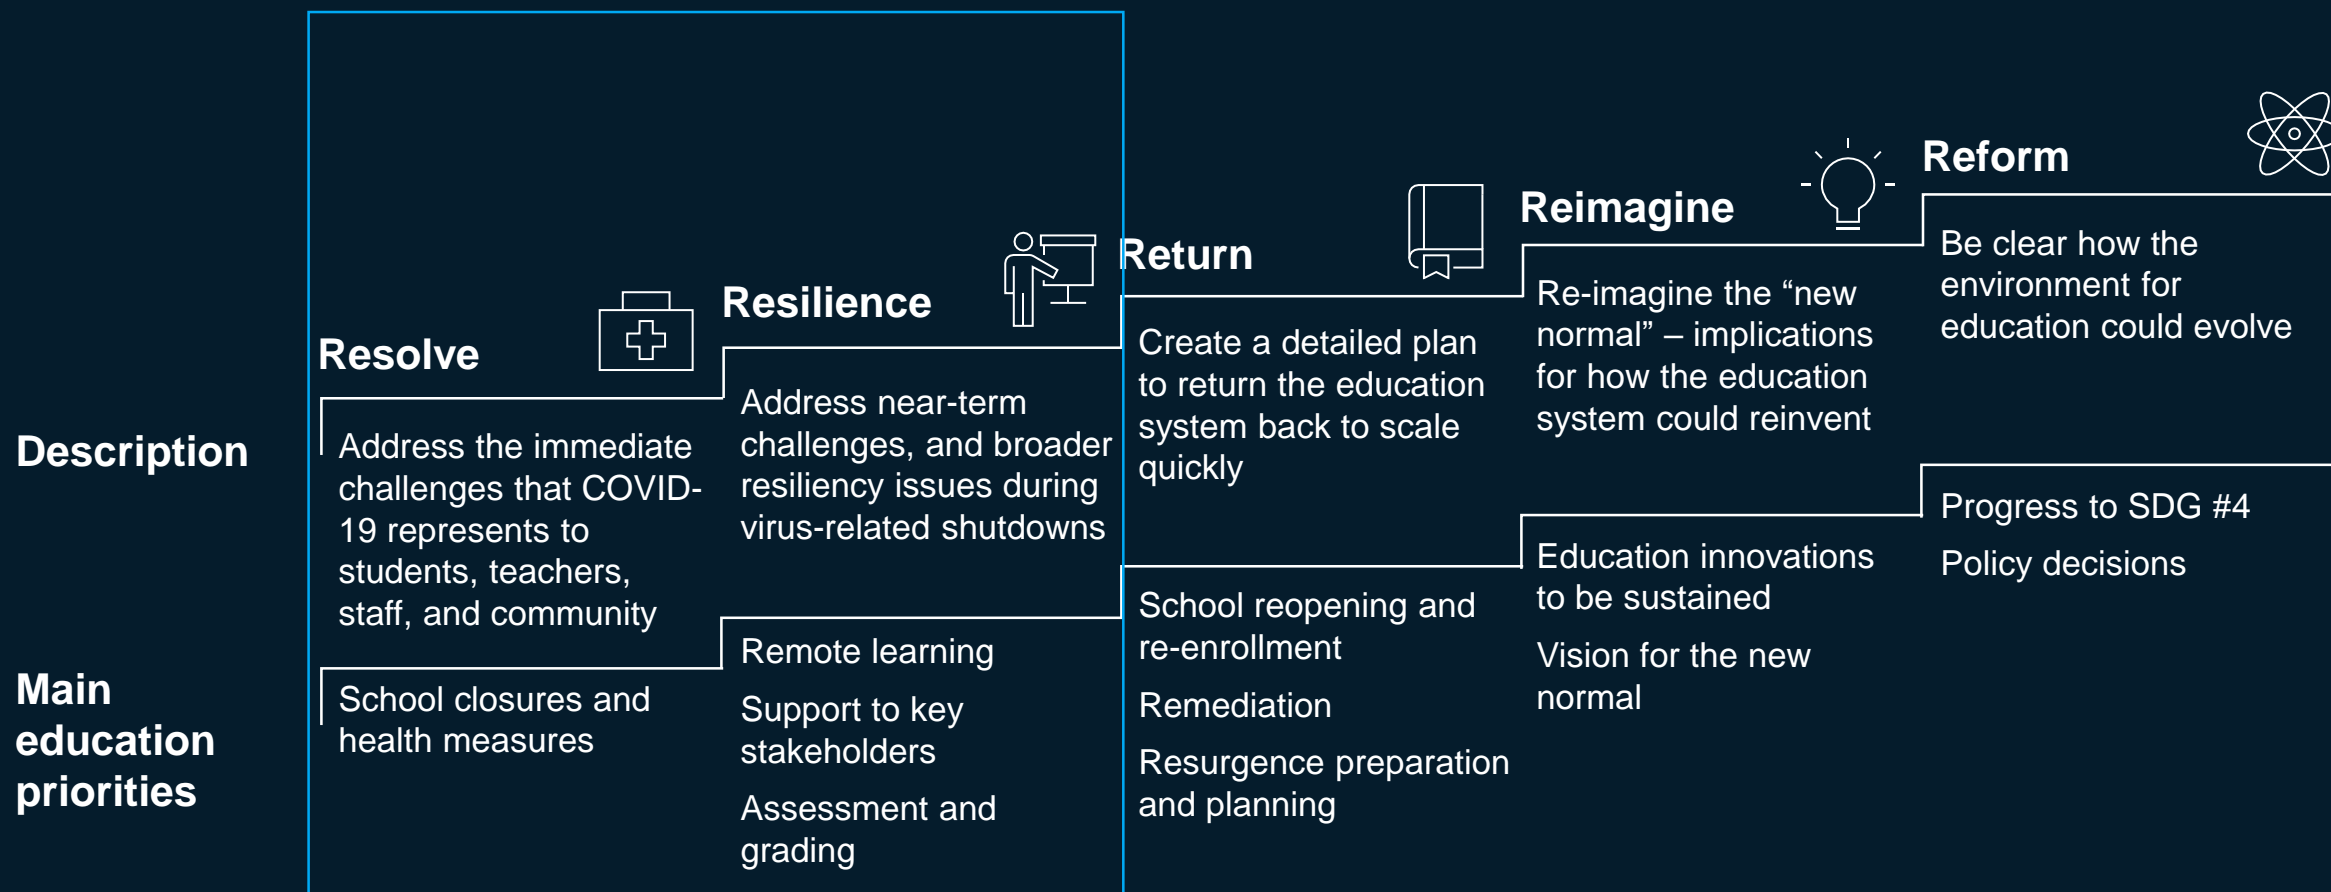 Resolve
Resilience
Return
Reimagine
Reform
Description
Address the immediate
challenges that COVID-
19 represents to
students, teachers,
staff, and community
Address near-term
challenges, and broader
resiliency issues during
virus-related shutdowns
Create a detailed plan
to return the education
system back to scale
quickly
Re-imagine the “new
normal” – implications
for how the education
system could reinvent
Be clear how the
environment for
education could evolve
Main
education
priorities
School closures and
health measures
Remote learning
Support to key
stakeholders
Assessment and
grading
School reopening and
re-enrollment
Remediation
Resurgence preparation
and planning
Education innovations
to be sustained
Vision for the new
normal
Progress to SDG #4
Policy decisions